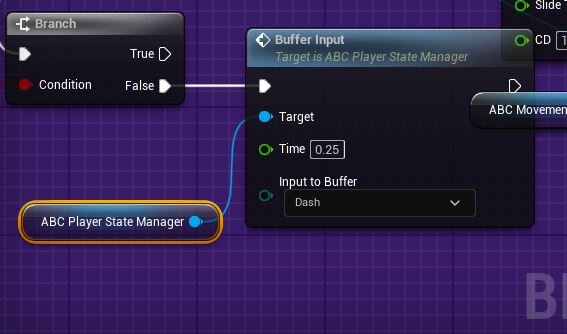 Branch
True
Condition
False
Buffer Input
Target is ABC Player State Manager
Target
Time 0.25
Input to Buffer
Dash
ABC Player State Manager
Slide
CD 1
ABC Movemen